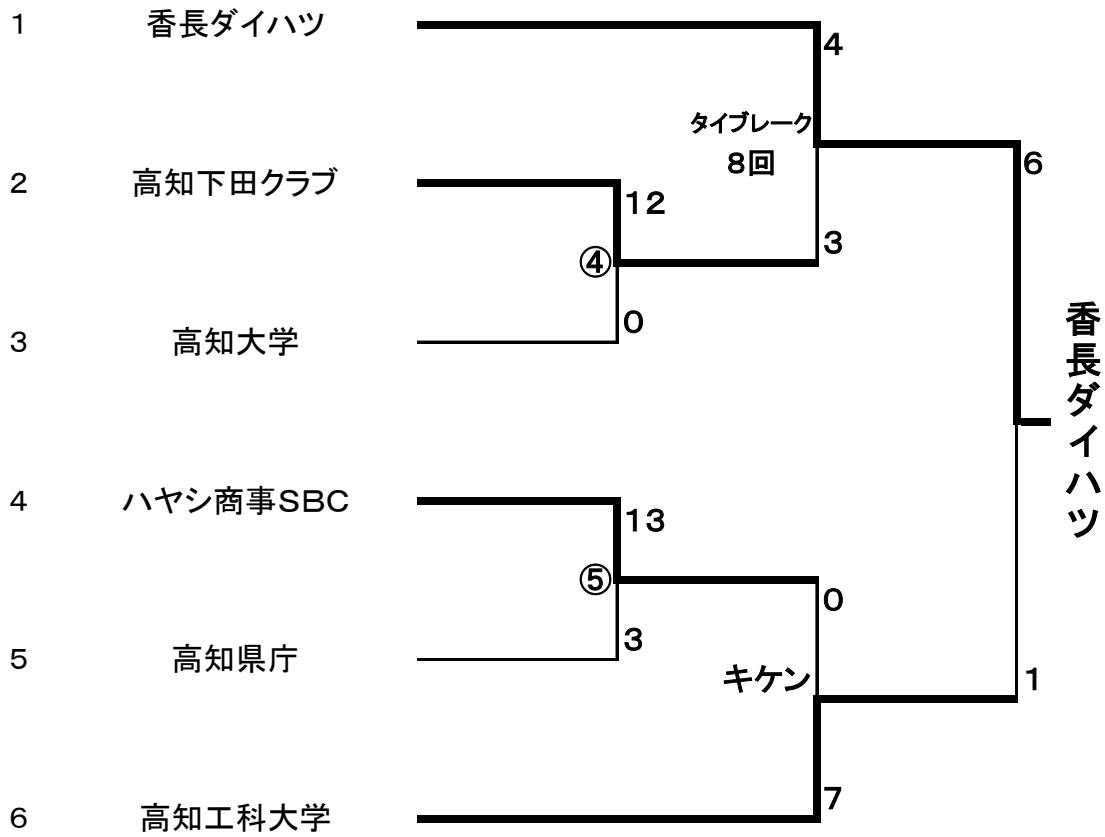 1 香長ダイハツ
4
タイブレーク
8回
6
2 高知下田クラブ
12
④
3
3 高知大学
0
香長ダイハツ
4 ハヤシ商事SBC
13
⑤
0
5 高知県庁
3
キケン
1
6 高知工科大学
7